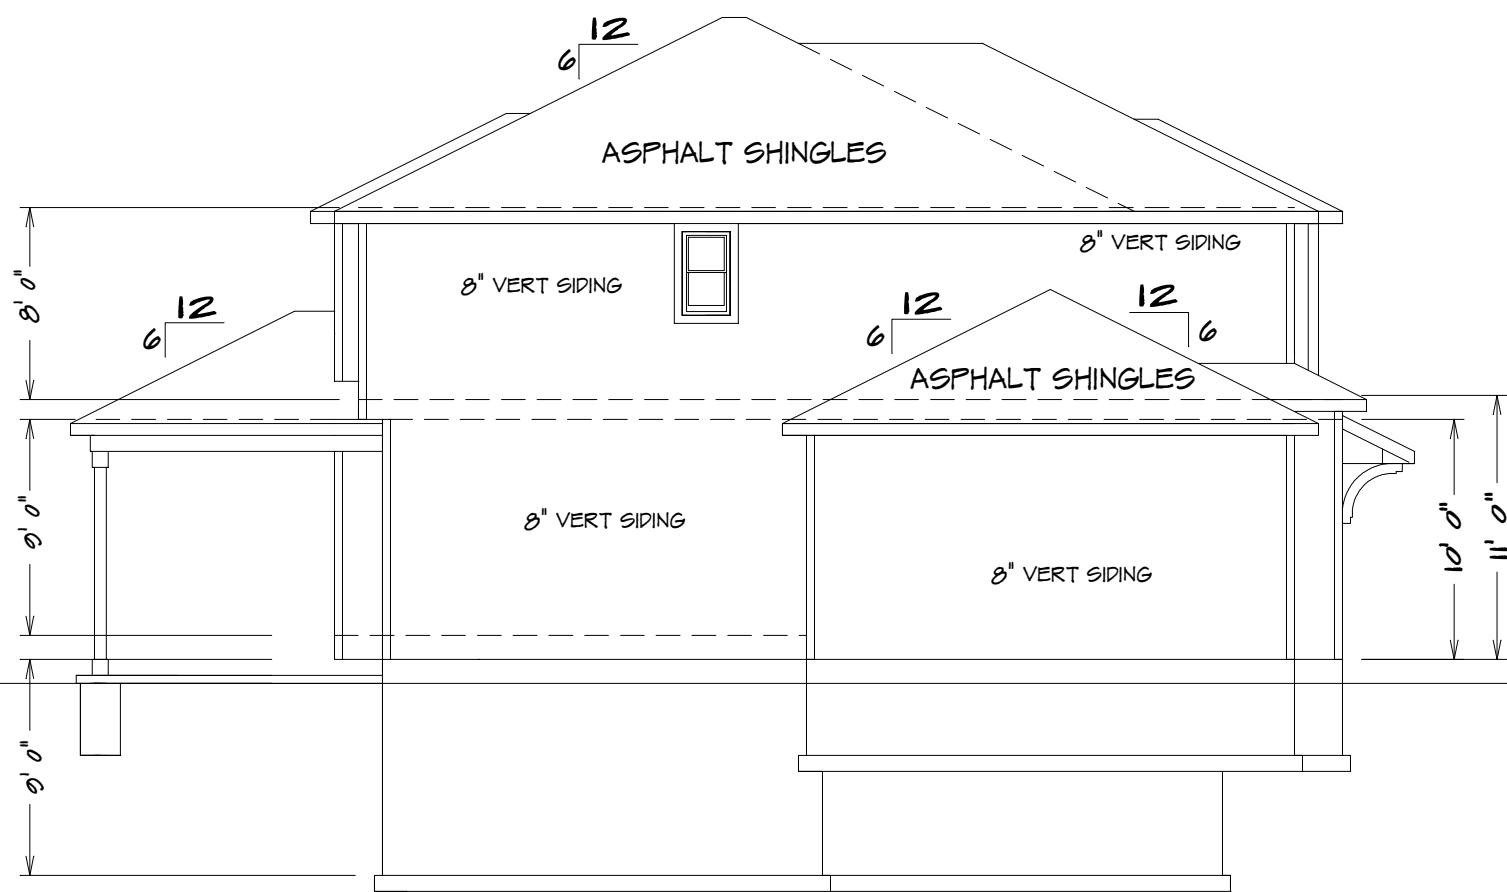 12
6
ASPHALT SHINGLES
8" VERT SIDING
8" VERT SIDING
8' 0"
12
6
12
6
12
6
ASPHALT SHINGLES
9' 0"
8" VERT SIDING
8" VERT SIDING
10' 0"
11' 0"
9' 0"